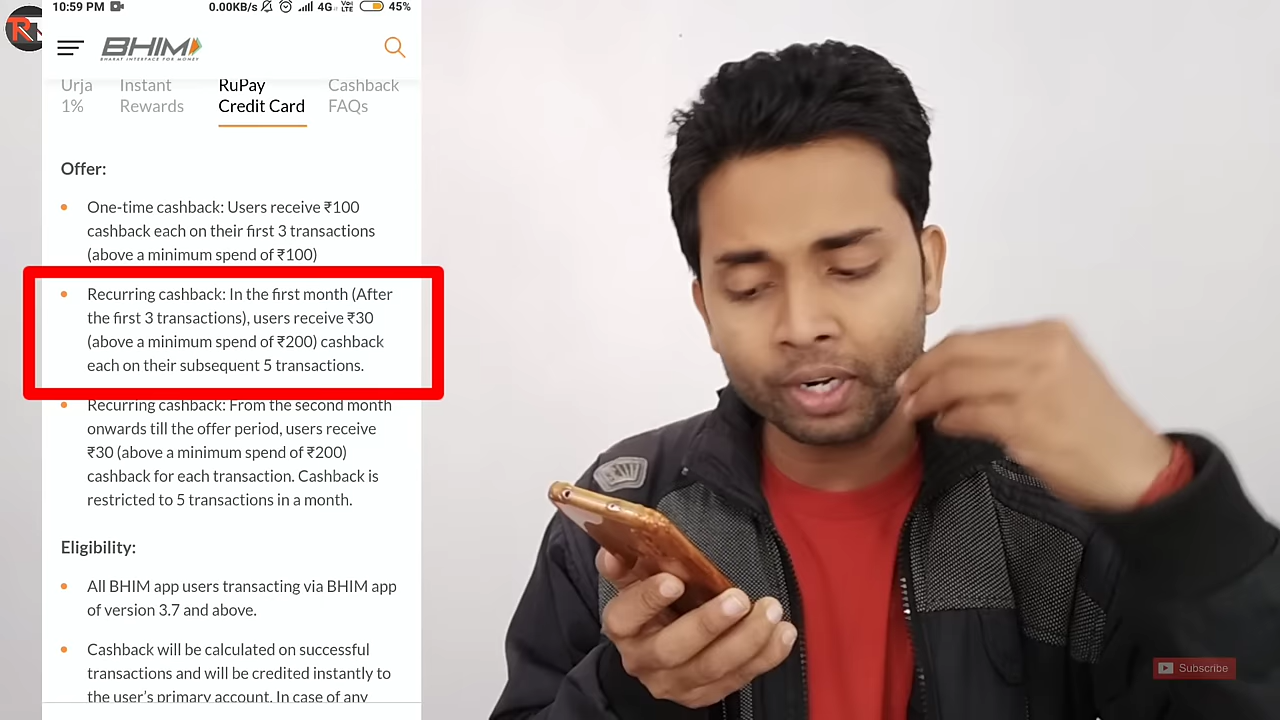 10:59 PM
0.00KB/s 4G Vo LTE 45%
BHIM
BHARAT INTERFACE FOR MONEY
Urja 1%
Instant Rewards
RuPay Credit Card
Cashback FAQs
Offer:
One-time cashback: Users receive ₹100
cashback each on their first 3 transactions
(above a minimum spend of ₹100)
Recurring cashback: In the first month (After
the first 3 transactions), users receive ₹30
(above a minimum spend of ₹200) cashback
each on their subsequent 5 transactions.
Recurring cashback: From the second month
onwards till the offer period, users receive
₹30 (above a minimum spend of ₹200)
cashback for each transaction. Cashback is
restricted to 5 transactions in a month.
Eligibility:
All BHIM app users transacting via BHIM app
of version 3.7 and above.
Cashback will be calculated on successful
transactions and will be credited instantly to
the user's primary account. In case of any
Subscribe